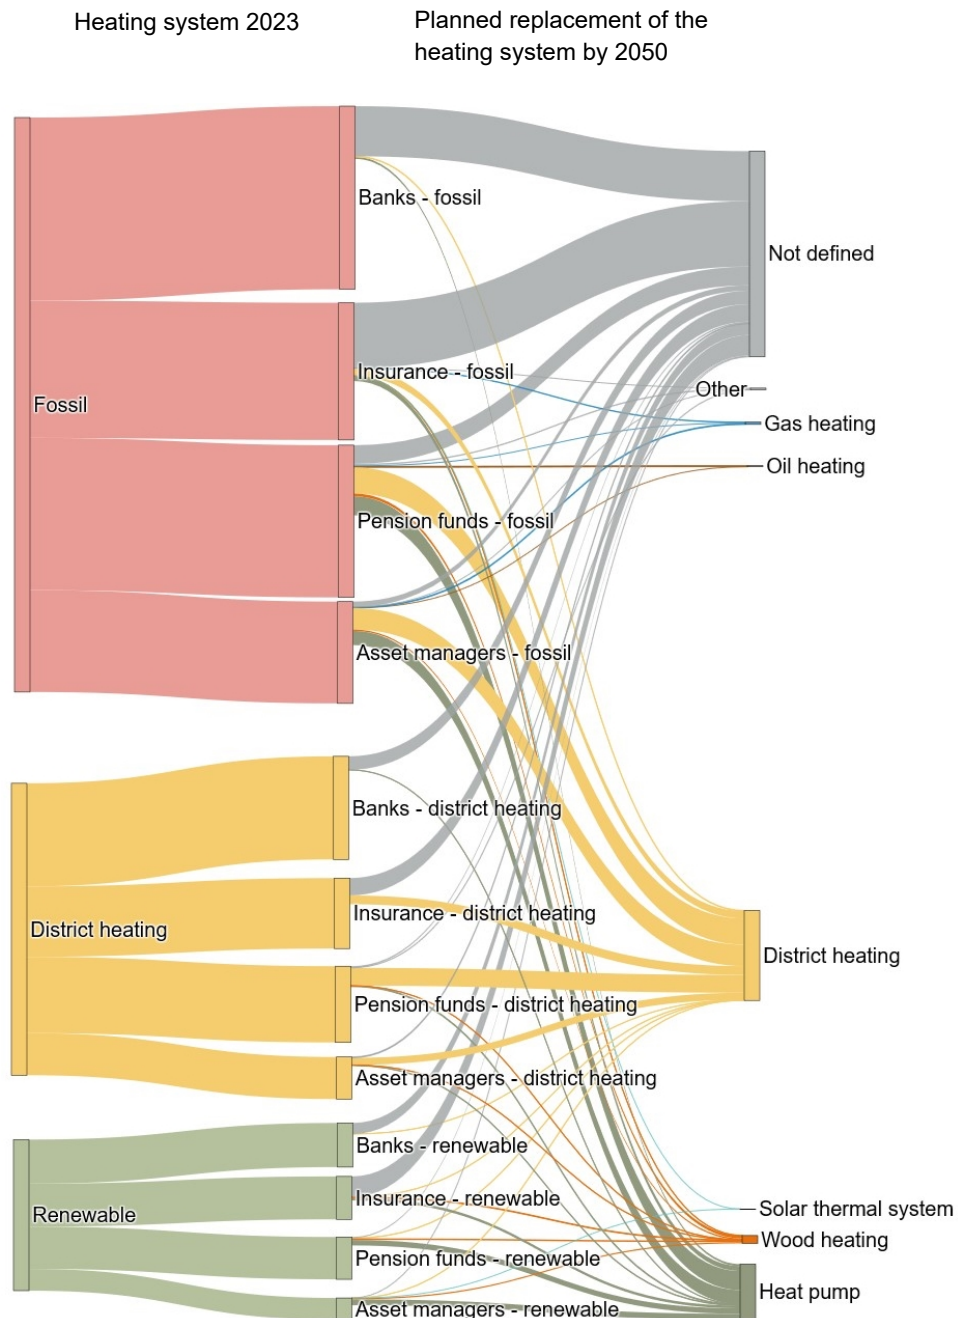 Heating system 2023
Planned replacement of the
heating system by 2050
Banks - fossil
Not defined
Insurance - fossil
Other
Fossil
Gas heating
Oil heating
Pension funds - fossil
Asset managers - fossil
Banks - district heating
Insurance - district heating
District heating
District heating
Pension funds - district heating
Asset managers - district heating
Banks - renewable
Insurance - renewable
Solar thermal system
Renewable
Wood heating
Pension funds - renewable
Heat pump
Asset managers - renewable